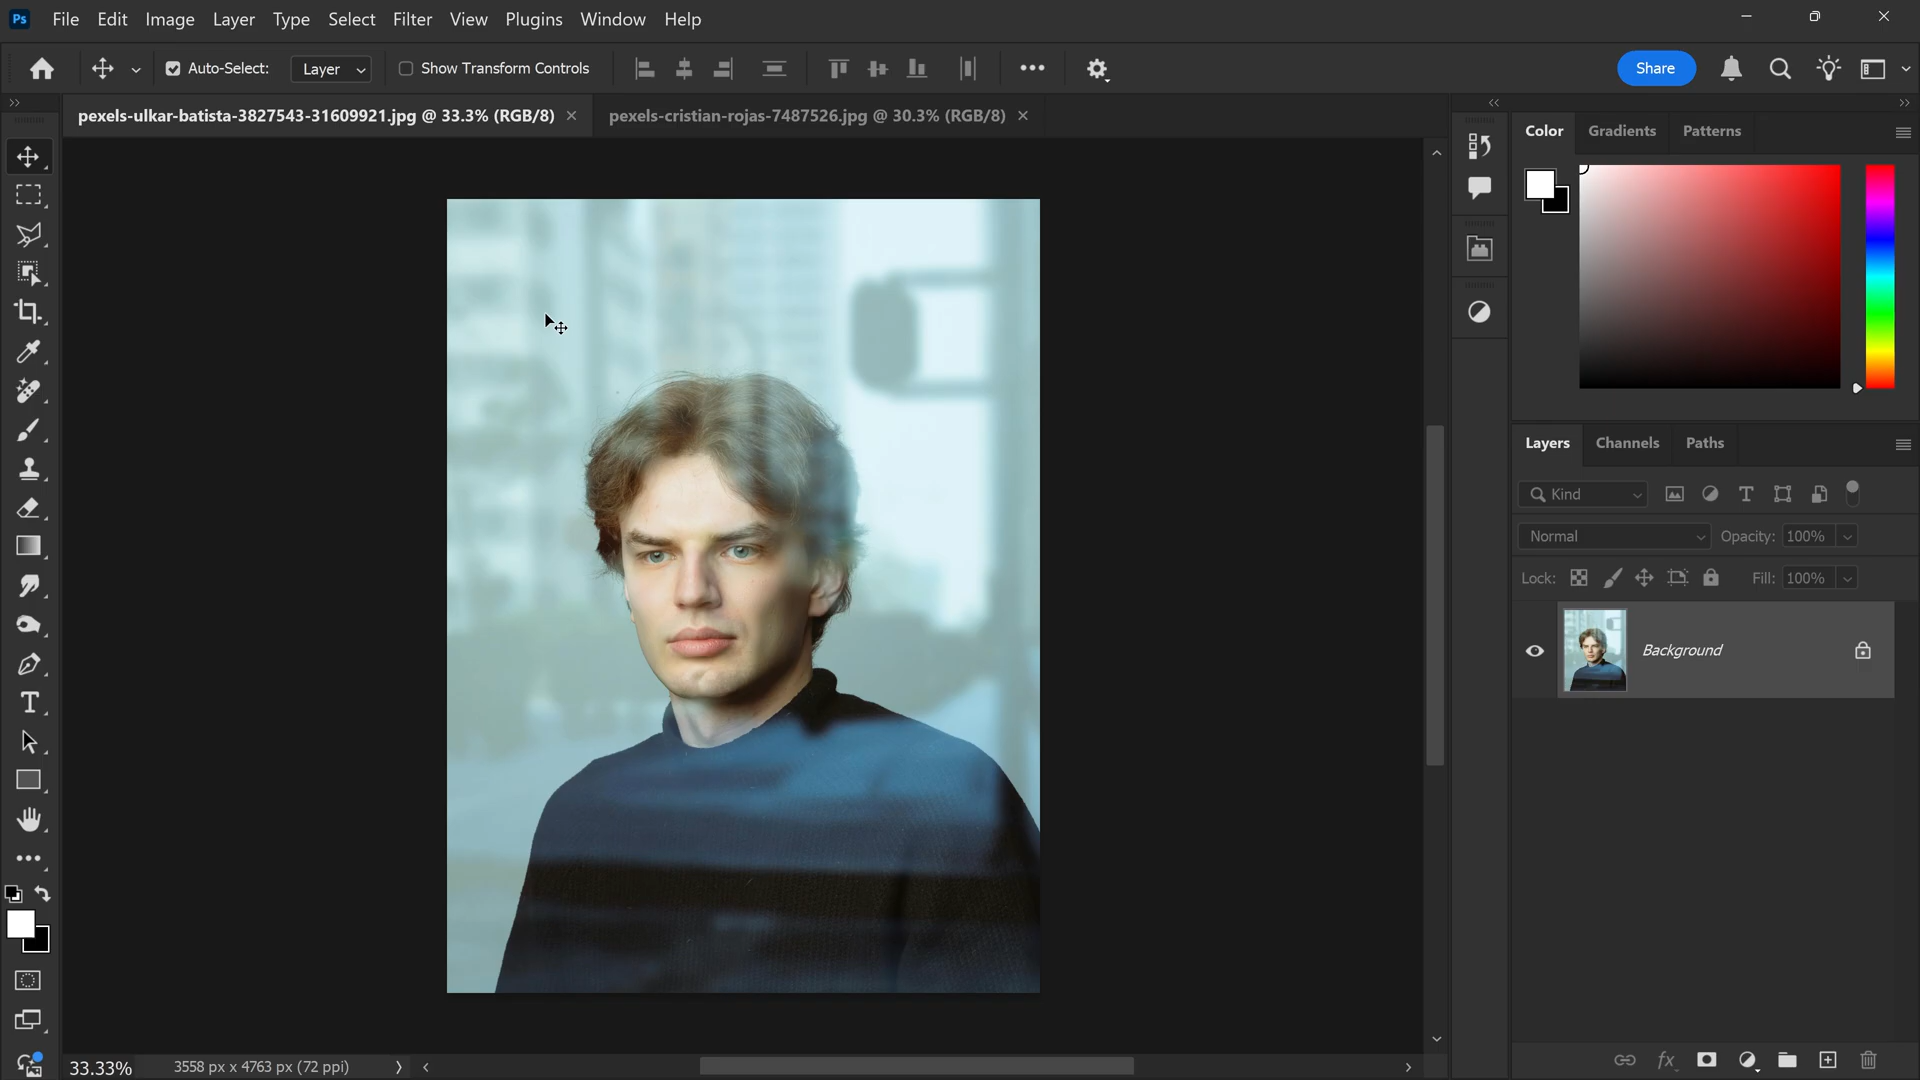 Ps File Edit Image Layer Type Select Filter View Plugins Window Help
Auto-Select: Layer Show Transform Controls Share
pexels-ulkar-batista-3827543-31609921.jpg @ 33.3% (RGB/8) pexels-cristian-rojas-7487526.jpg @ 30.3% (RGB/8)
Color Gradients Patterns
Layers Channels Paths
Kind
Normal Opacity: 100%
Lock: Fill: 100%
Background
33.33% 3558 px x 4763 px (72 ppi)